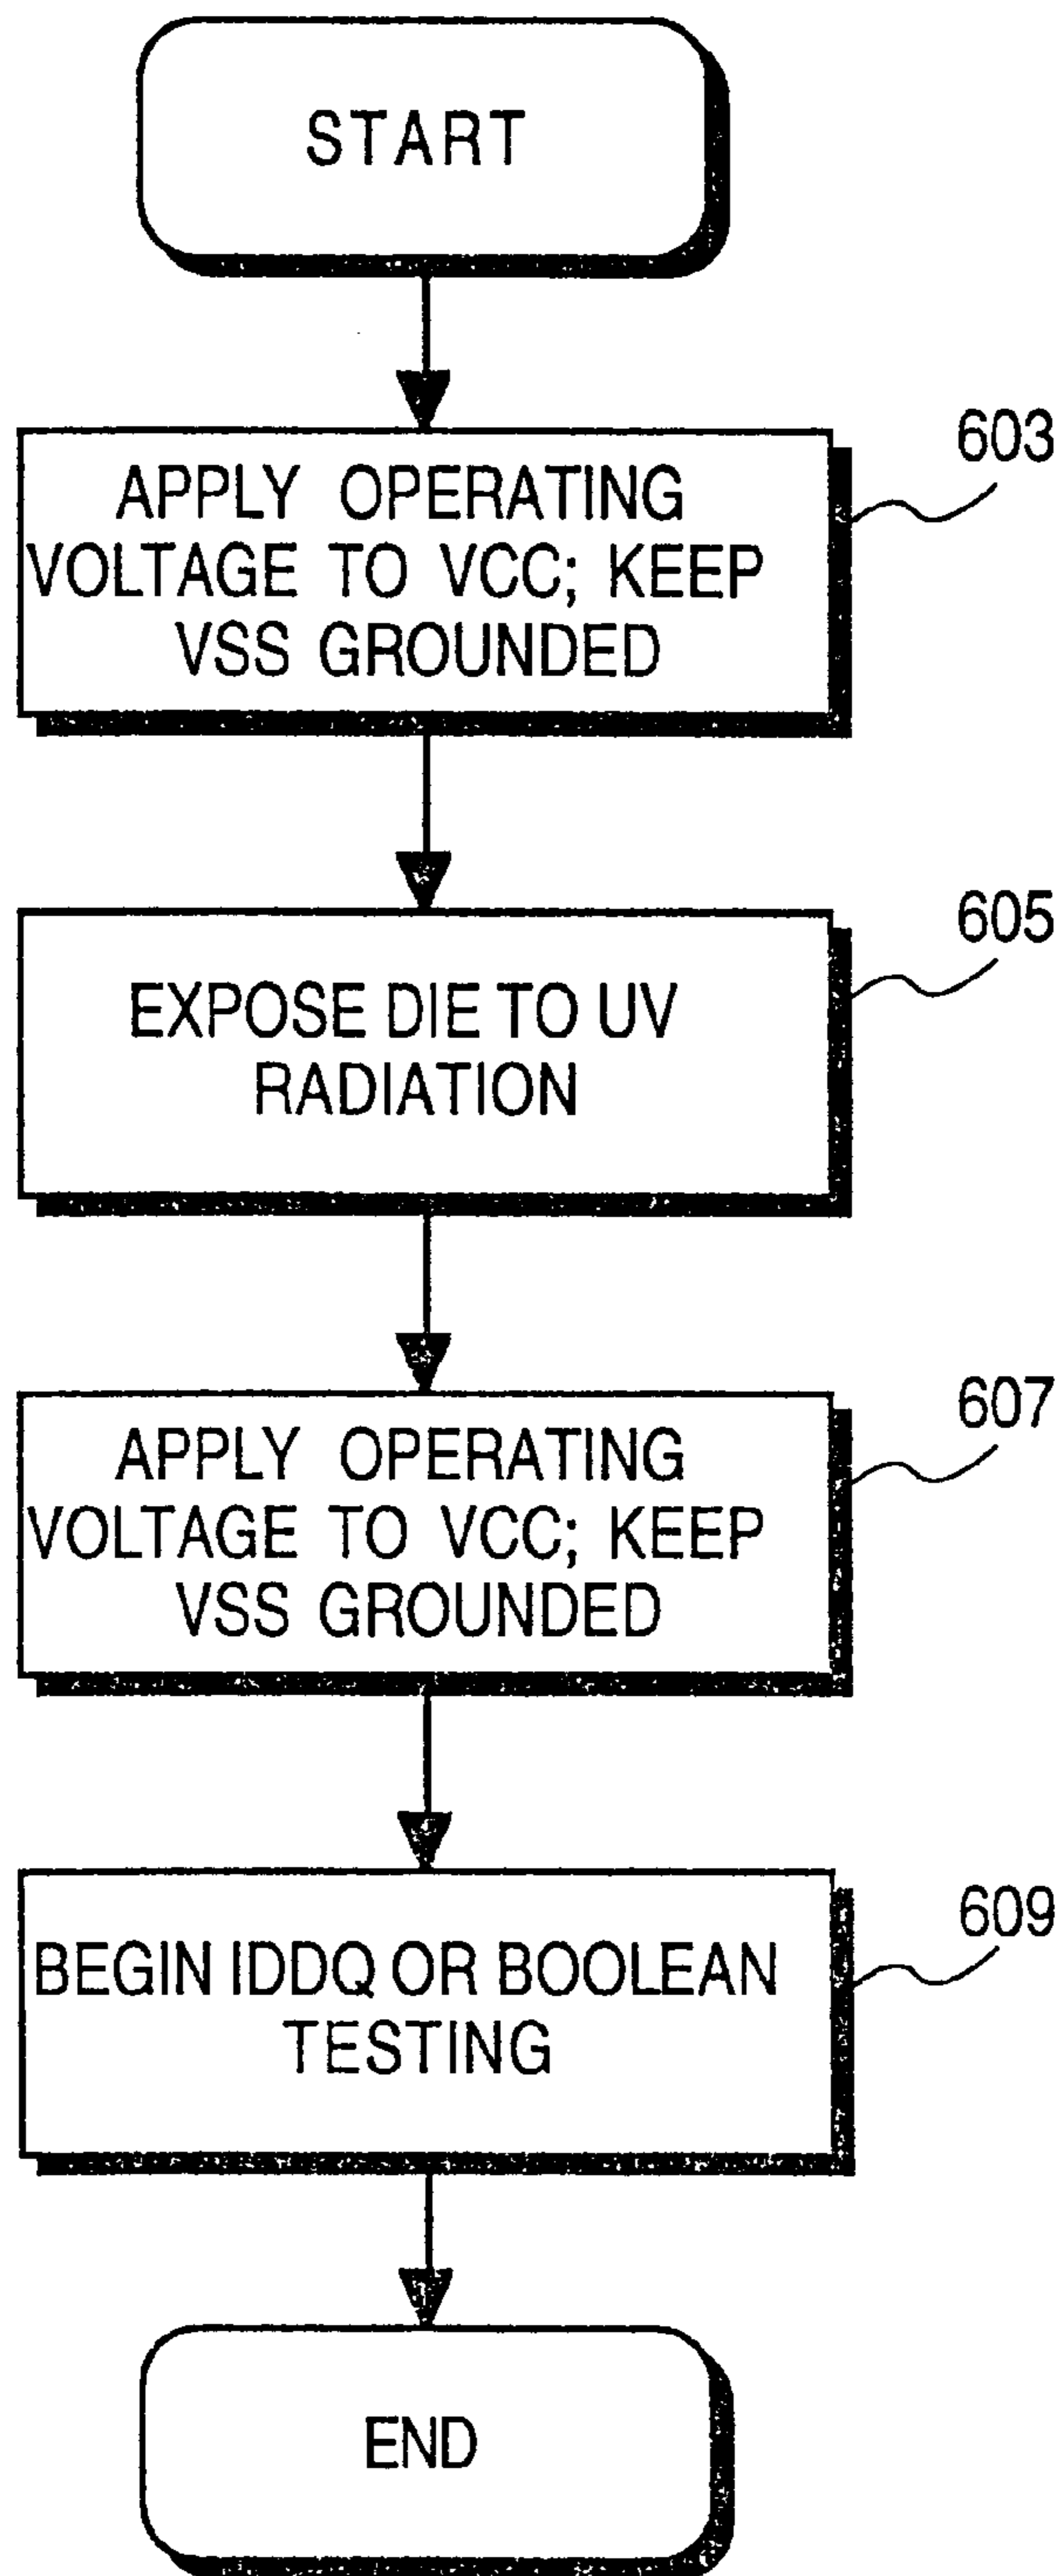 START
603
APPLY OPERATING
VOLTAGE TO VCC; KEEP
VSS GROUNDED
605
EXPOSE DIE TO UV
RADIATION
607
APPLY OPERATING
VOLTAGE TO VCC; KEEP
VSS GROUNDED
609
BEGIN IDDQ OR BOOLEAN
TESTING
END